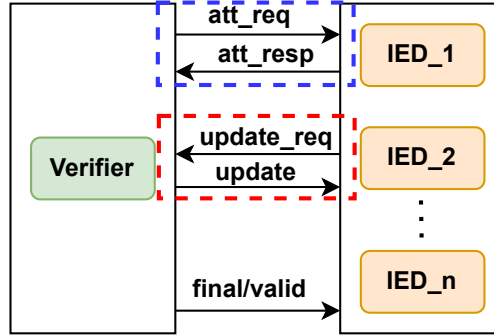 att_req
att_resp
IED_1
update_req
Verifier
update
IED_2
final/valid
IED_n